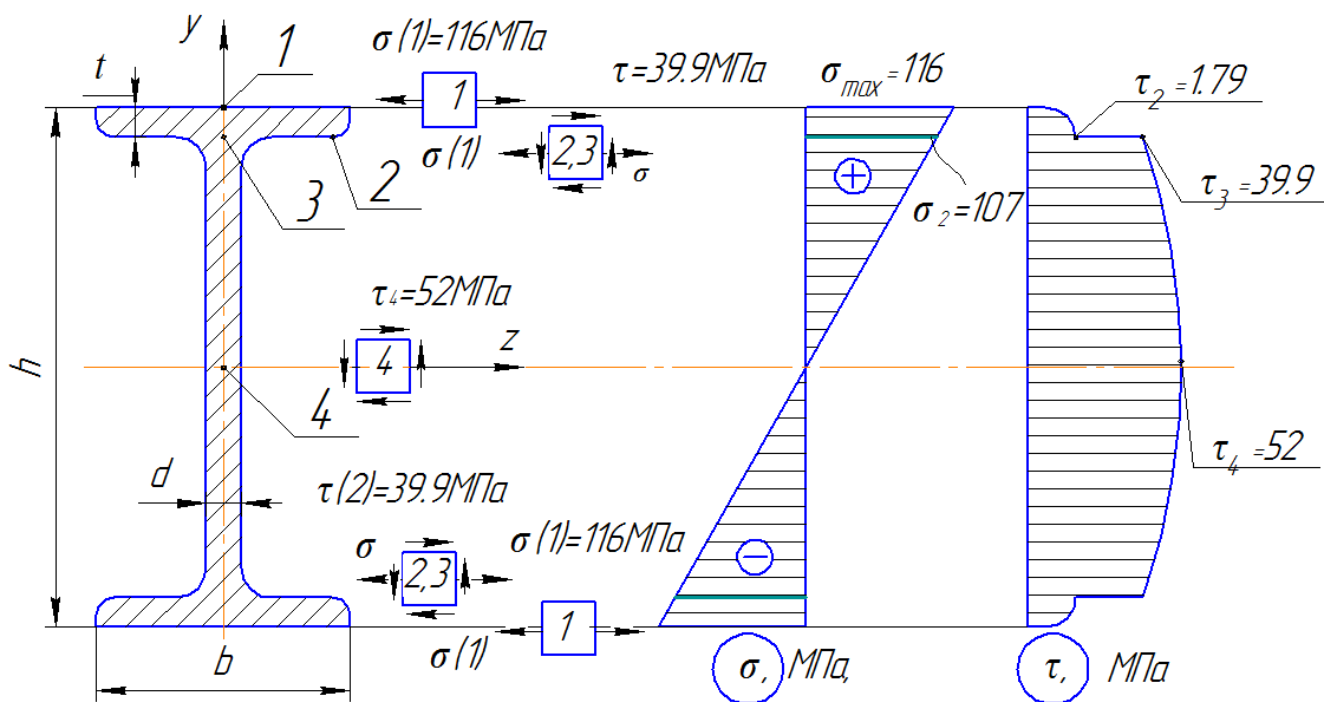 y
1
t
σ(1)=116МПа
1
σ(1)
τ=39.9МПа
2,3
σ
σmax=116
τ2=1.79
3
2
+
σ2=107
τ3=39.9
τ4=52МПа
h
4
z
4
τ4=52
d
τ(2)=39.9МПа
σ
2,3
σ(1)=116МПа
1
σ(1)
−
b
σ, МПа,
τ, МПа